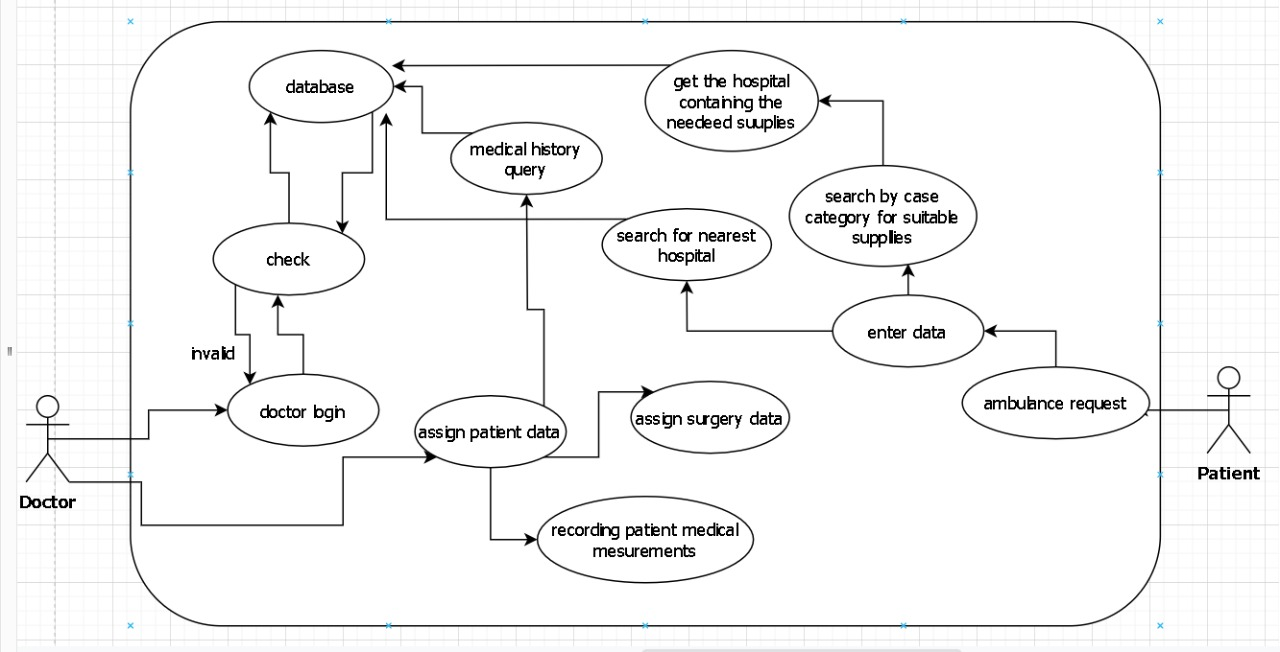 database
get the hospital
containing the
needeed suuplies
medical history
query
search by case
category for suitable
supplies
search for nearest
hospital
check
enter data
invalid
doctor login
ambulance request
assign patient data
assign surgery data
Doctor
Patient
recording patient medical
mesurements